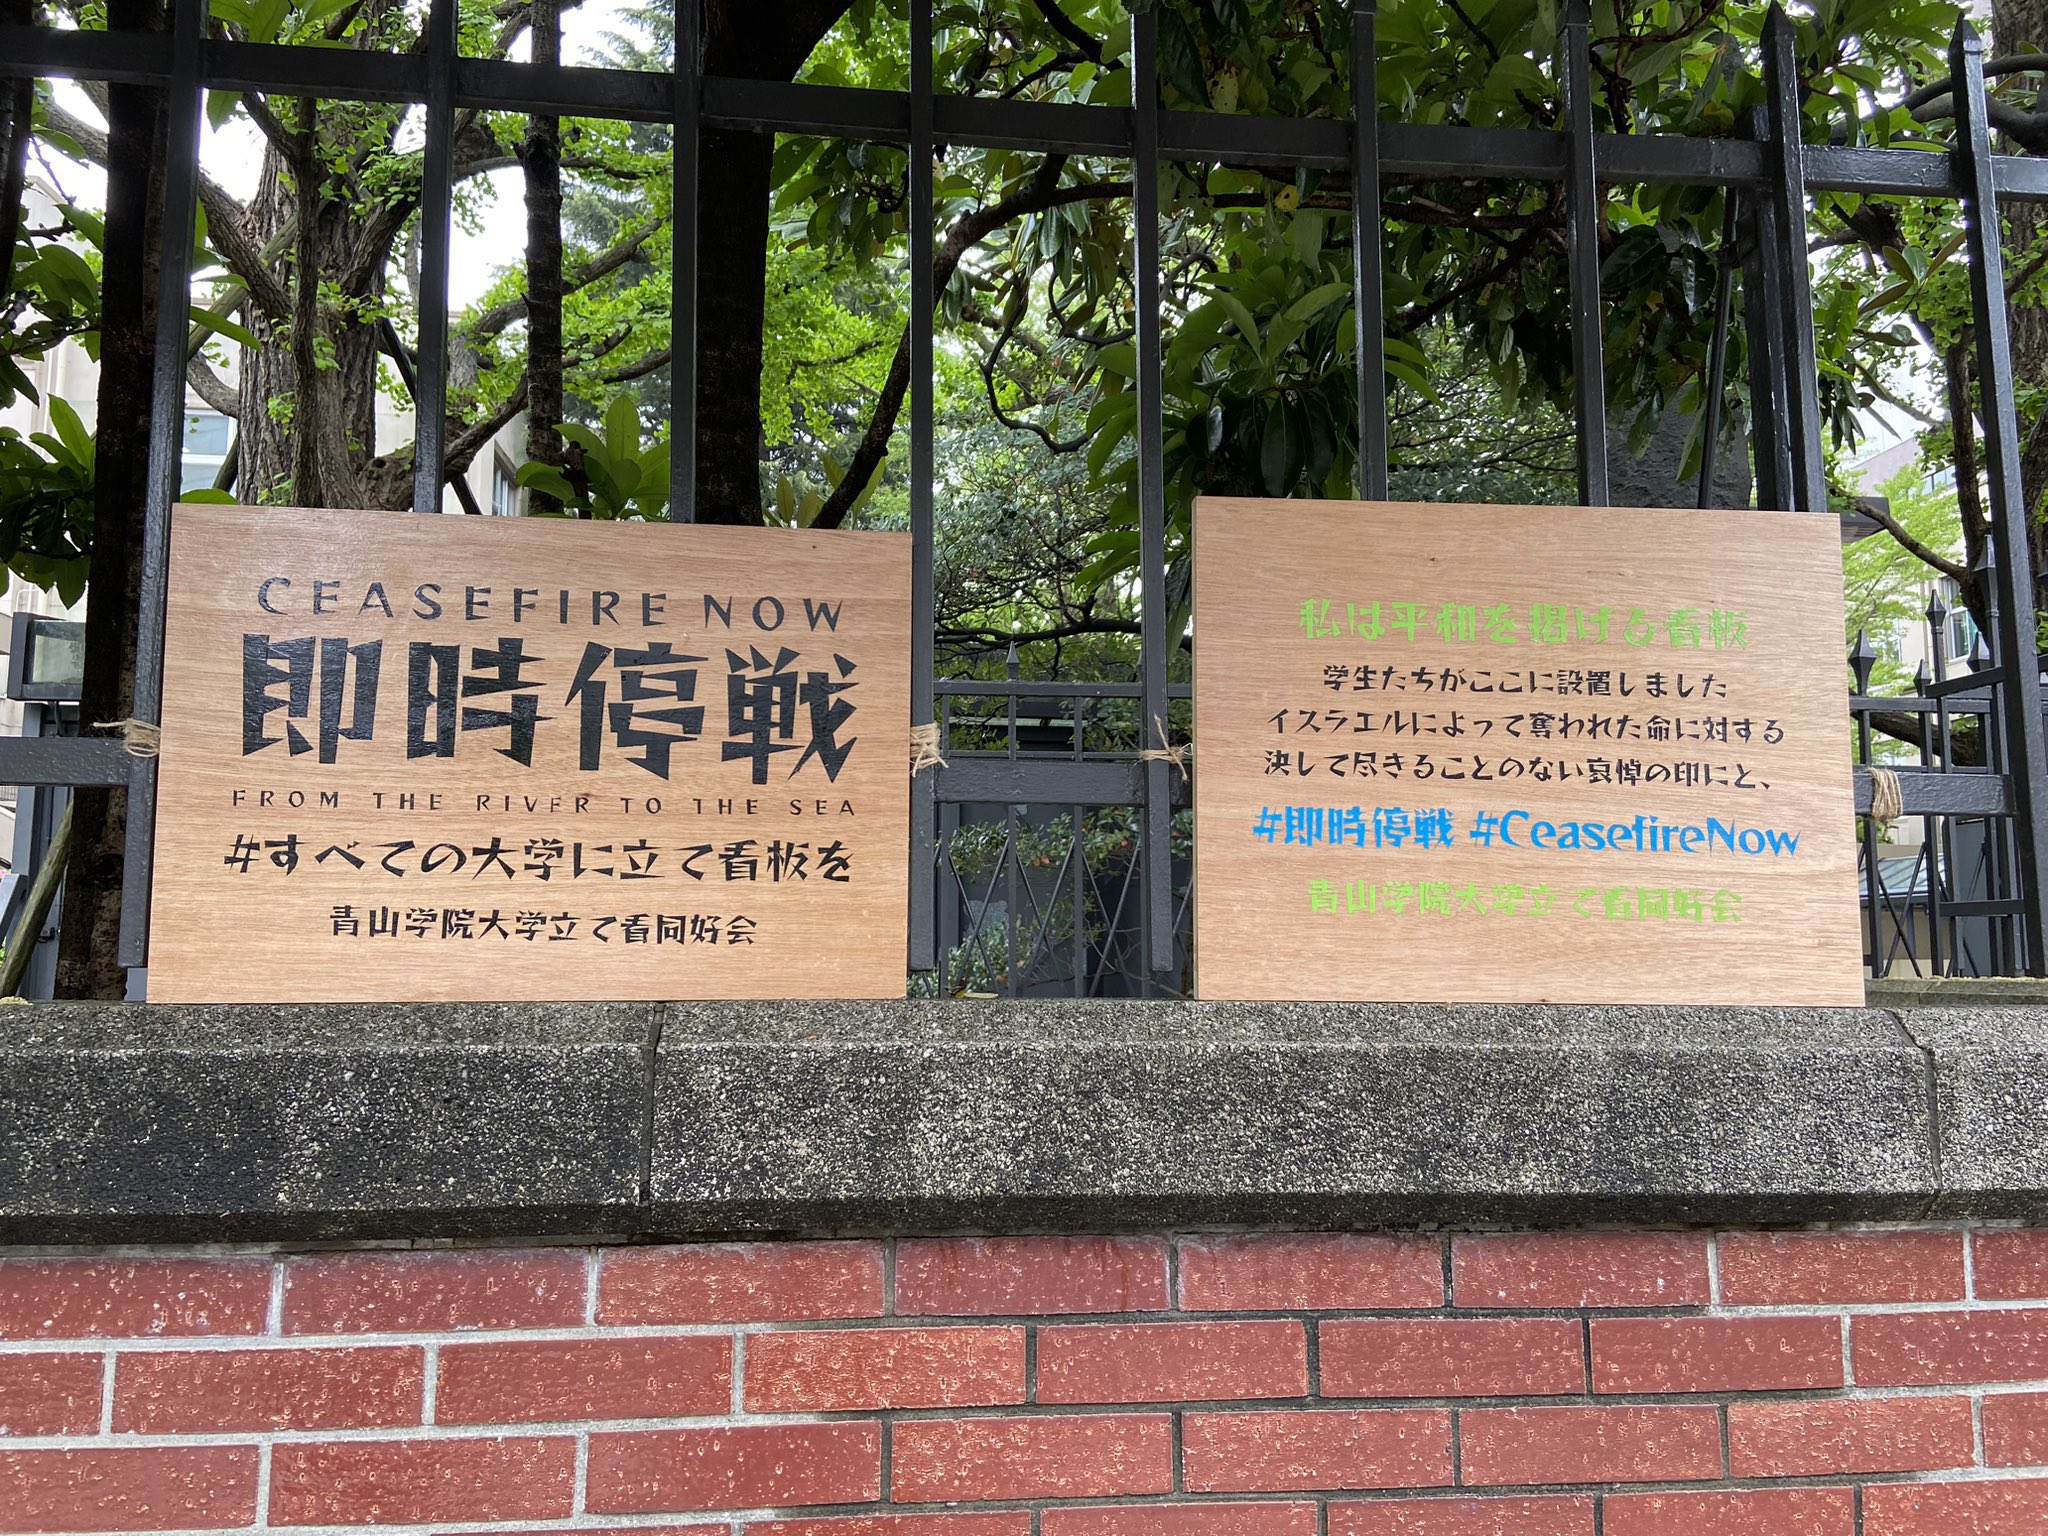 CEASEFIRE NOW
即時停戦
FROM THE RIVER TO THE SEA
#すべての大学に立て看板を
青山学院大学立て看同好会
私は平和を掲げる看板
学生たちがここに設置しました
イスラエルによって奪われた命に対する
決して尽きることのない哀悼の印にと、
#即時停戦 #CeasefireNow
青山学院大学立て看同好会